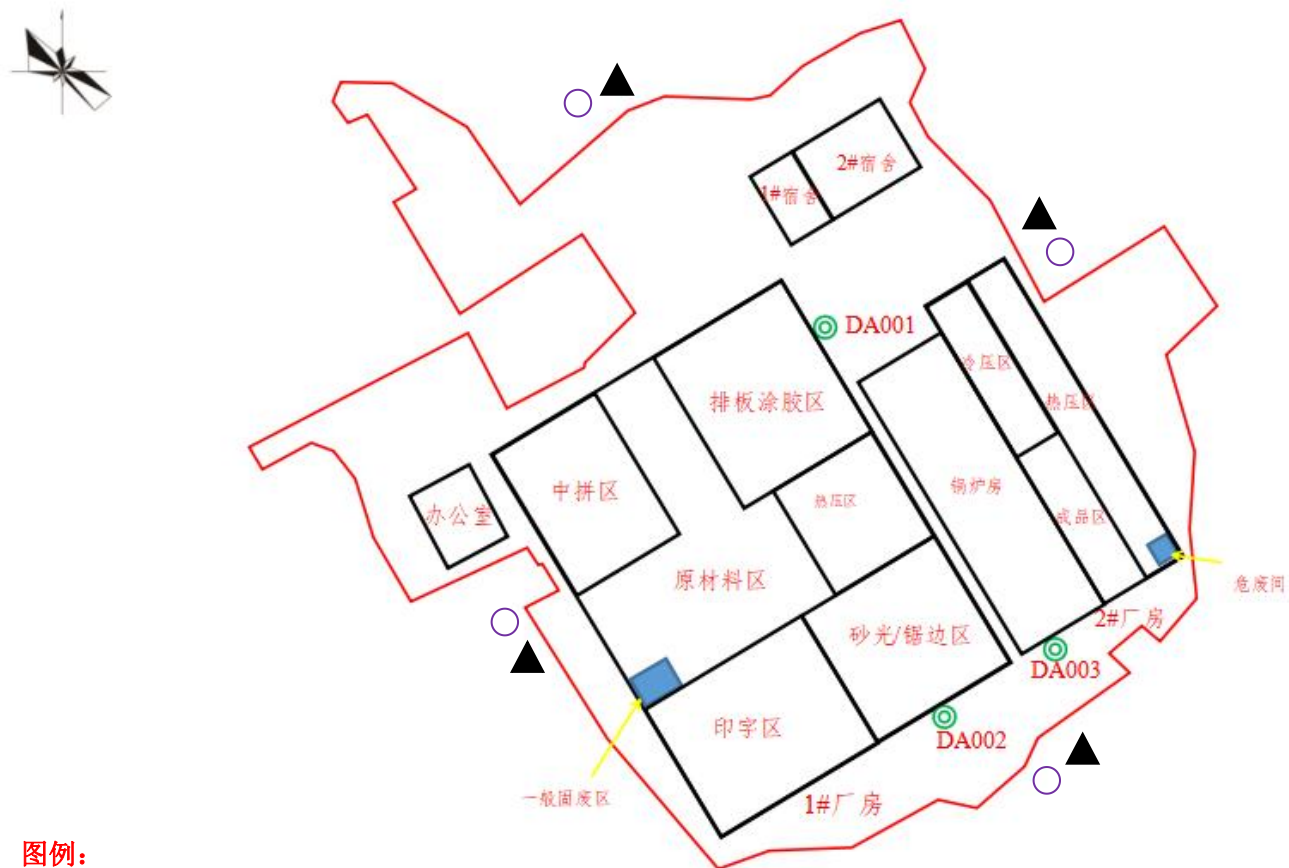 2#宿舍
1#宿舍
DA001
冷压区
排板涂胶区
热压区
中拼区
锅炉房
热压区
办公室
成品区
原材料区
危废间
2#厂房
砂光/锯边区
DA003
印字区
DA002
一般固废区
1#厂房
图例：